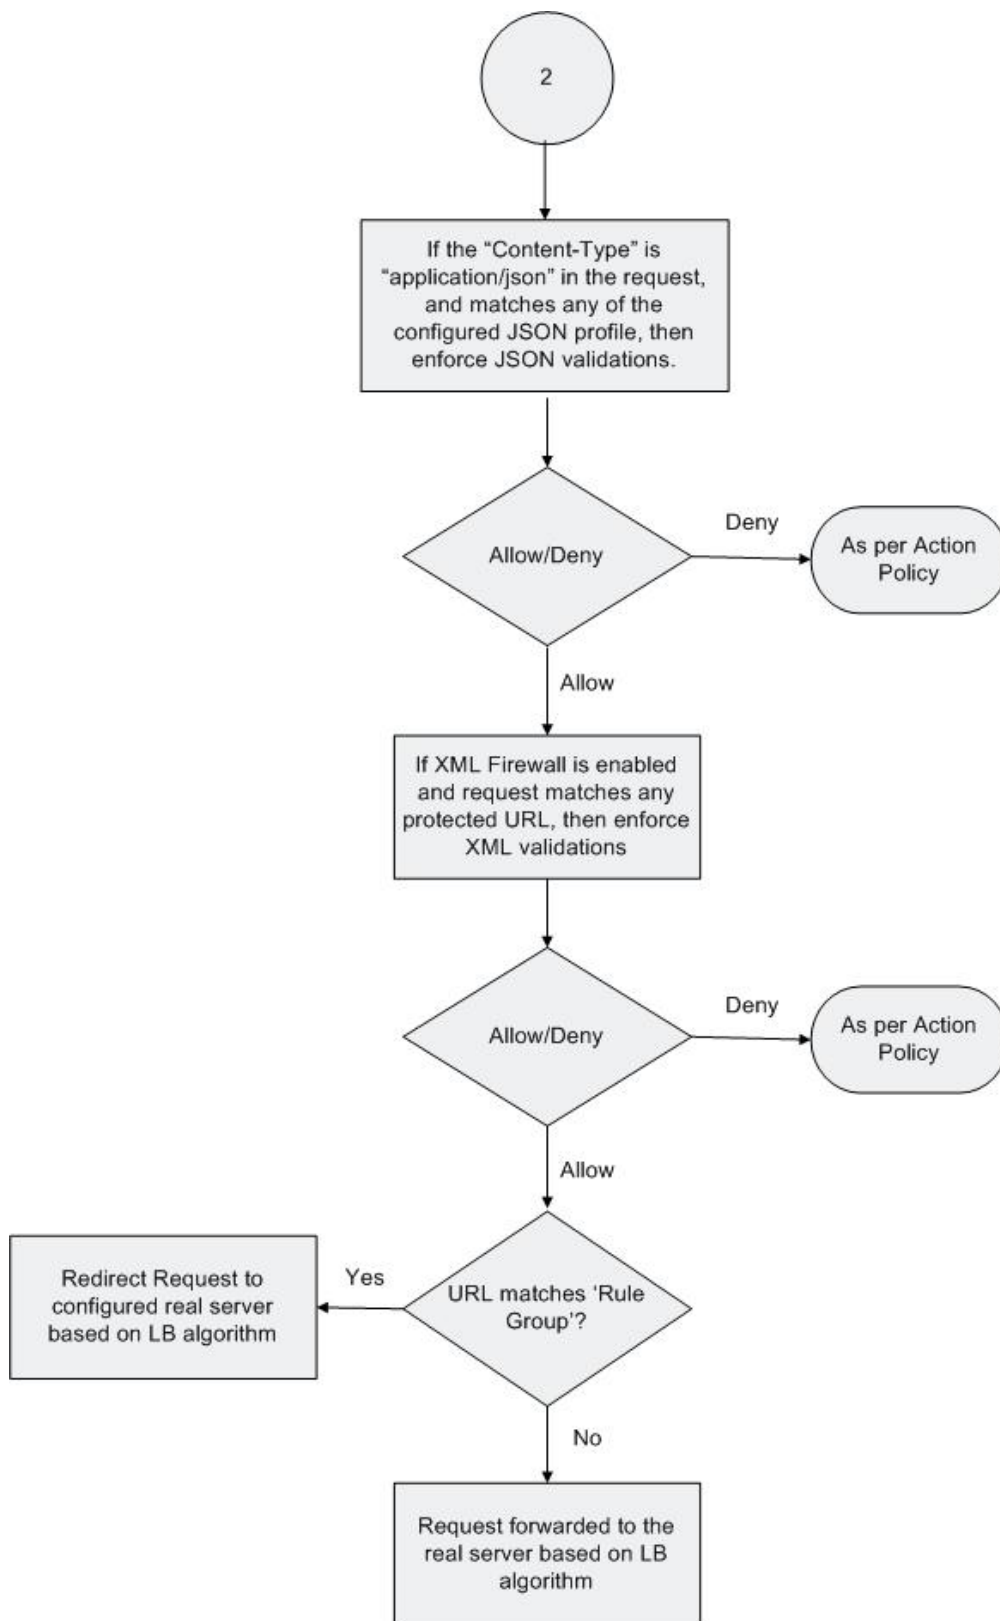 2
If the “Content-Type” is
“application/json” in the request,
and matches any of the
configured JSON profile, then
enforce JSON validations.
Allow/Deny
Deny
As per Action
Policy
Allow
If XML Firewall is enabled
and request matches any
protected URL, then enforce
XML validations
Allow/Deny
Deny
As per Action
Policy
Allow
URL matches ‘Rule
Group’?
Yes
Redirect Request to
configured real server
based on LB algorithm
No
Request forwarded to the
real server based on LB
algorithm